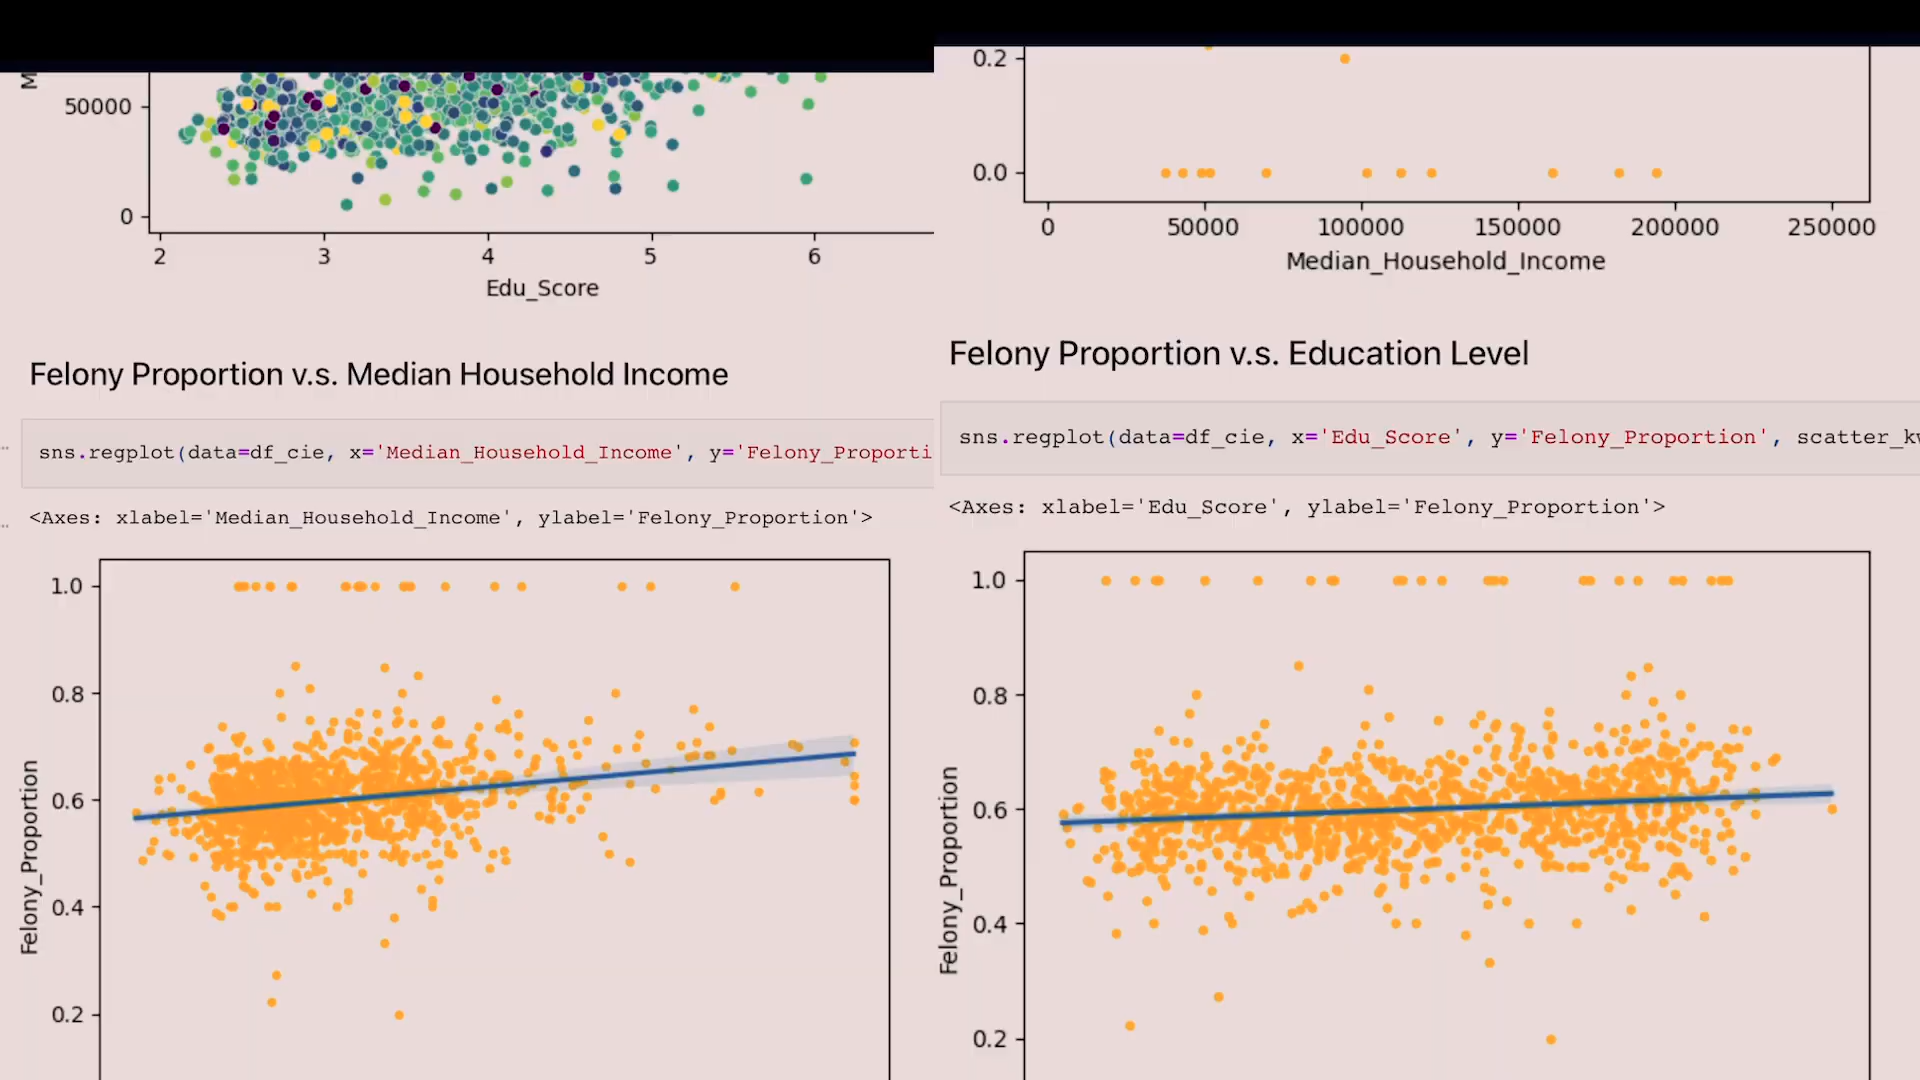 M
50000
0
2 3 4 5 6
Edu_Score
Felony Proportion v.s. Median Household Income
sns.regplot(data=df_cie, x='Median_Household_Income', y='Felony_Proporti
<Axes: xlabel='Median_Household_Income', ylabel='Felony_Proportion'>
1.0
0.8
0.6
0.4
0.2
Felony_Proportion
0.2
0.0
0 50000 100000 150000 200000 250000
Median_Household_Income
Felony Proportion v.s. Education Level
sns.regplot(data=df_cie, x='Edu_Score', y='Felony_Proportion', scatter_kw
<Axes: xlabel='Edu_Score', ylabel='Felony_Proportion'>
1.0
0.8
0.6
0.4
0.2
Felony_Proportion